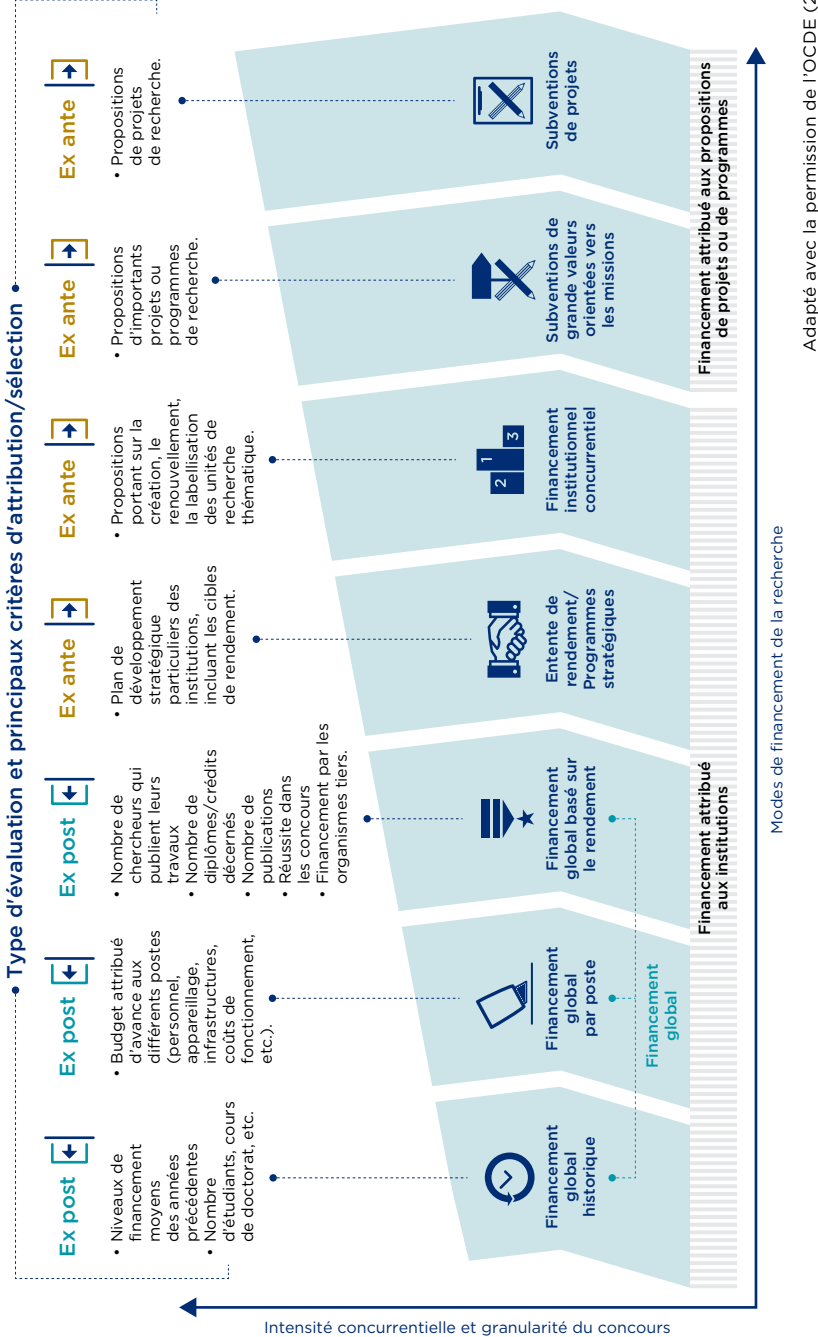 Type d'évaluation et principaux critères d'attribution/sélection
Ex post
• Niveaux de
financement
moyens
des années
précédentes
• Nombre
d'étudiants, cours
de doctorat, etc.
Ex post
• Budget attribué
d'avance aux
différents postes
(personnel,
appareillage,
infrastructures,
coûts de
fonctionnement,
etc.).
Ex post
• Nombre de
chercheurs qui
publient leurs
travaux
• Nombre de
diplômes/crédits
décernés
• Nombre de
publications
• Réussite dans
les concours
• Financement par les
organismes tiers.
Ex ante
• Plan de
développement
stratégique
particuliers des
institutions,
incluant les cibles
de rendement.
Ex ante
• Propositions
portant sur la
création, le
renouvellement,
la labellisation
des unités de
recherche
thématique.
Ex ante
• Propositions
d'importants
projets ou
programmes
de recherche.
Ex ante
• Propositions
de projets
de recherche.
Financement
global
historique
Financement
global
par poste
Financement
global basé sur
le rendement
Entente de
rendement/
Programmes
stratégiques
2 1 3
Financement
institutionnel
concurrentiel
Subventions de
grande valeurs
orientées vers
les missions
Subventions
de projets
Financement
global
Financement attribué
aux institutions
Financement attribué aux propositions
de projets ou de programmes
Modes de financement de la recherche
Intensité concurrentielle et granularité du concours
Adapté avec la permission de l'OCDE